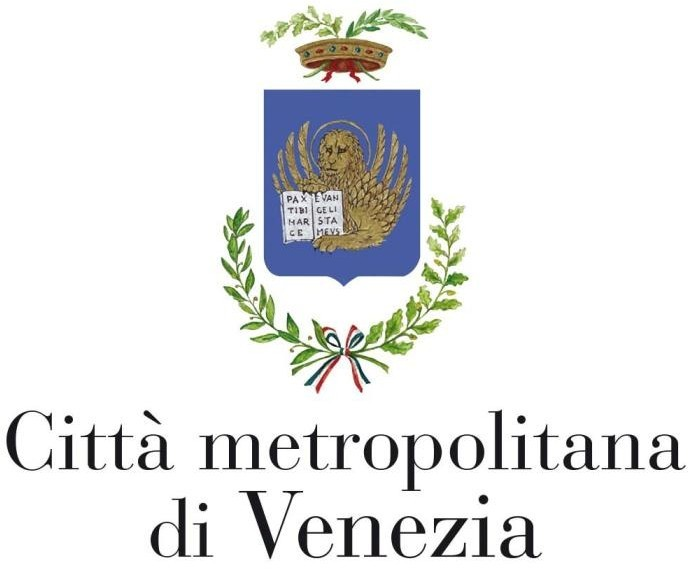 PAX EVAN
TIBI GELI
MAR STA
CE MEVS
Città metropolitana
di Venezia